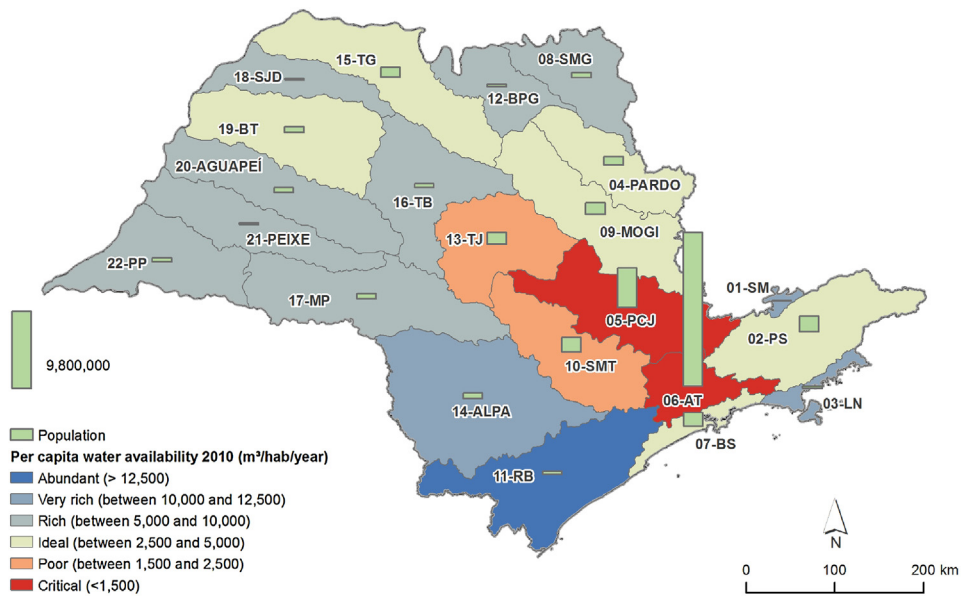 15-TG
08-SMG
18-SJD
12-BPG
19-BT
20-AGUAPEÍ
04-PARDO
16-TB
09-MOGI
13-TJ
21-PEIXE
22-PP
17-MP
01-SM
05-PCJ
02-PS
10-SMT
06-AT
03-LN
14-ALPA
07-BS
11-RB
9,800,000
Population
Per capita water availability 2010 (m³/hab/year)
Abundant (> 12,500)
Very rich (between 10,000 and 12,500)
Rich (between 5,000 and 10,000)
Ideal (between 2,500 and 5,000)
Poor (between 1,500 and 2,500)
Critical (<1,500)
N
0 100 200 km